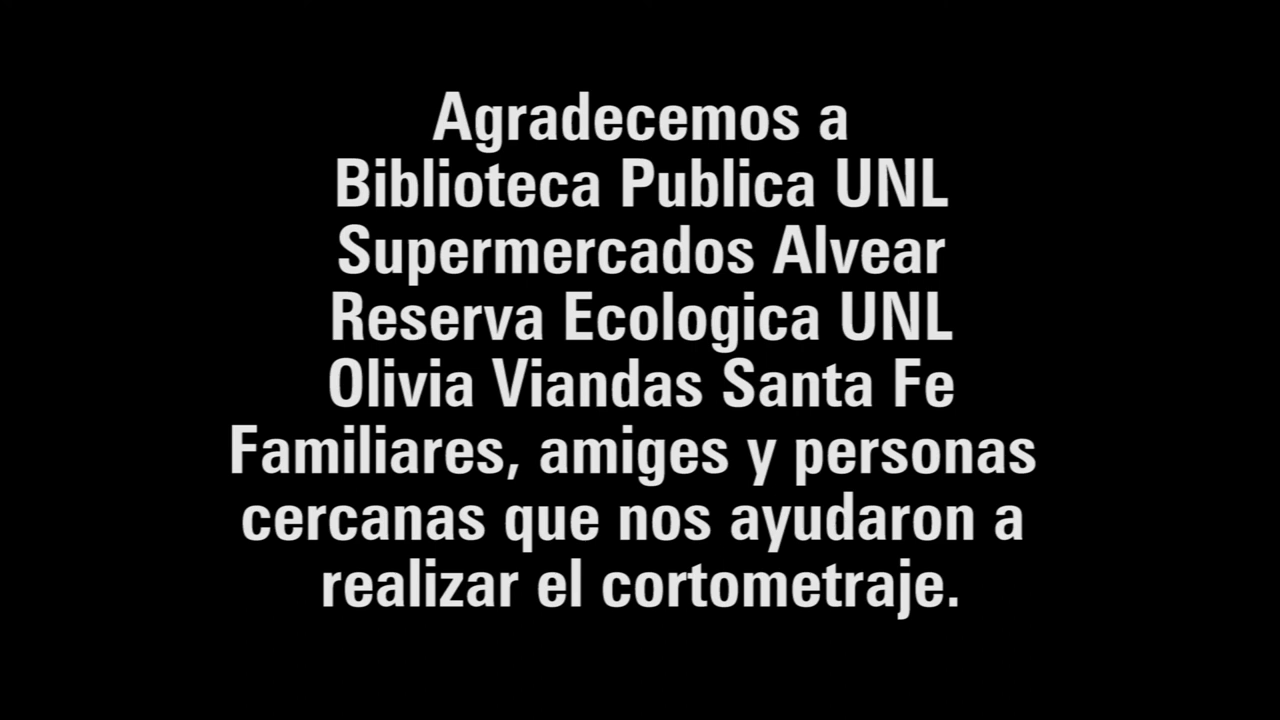 Agradecemos a
Biblioteca Publica UNL
Supermercados Alvear
Reserva Ecologica UNL
Olivia Viandas Santa Fe
Familiares, amiges y personas
cercanas que nos ayudaron a
realizar el cortometraje.